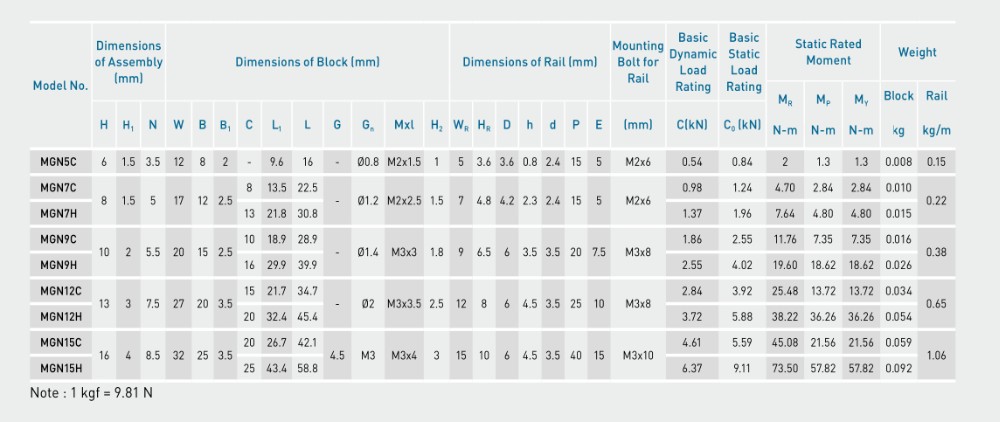 Model No. Dimensions of Assembly (mm) Dimensions of Block (mm) Dimensions of Rail (mm) Mounting Bolt for Rail Basic Dynamic Load Rating Basic Static Load Rating Static Rated Moment Weight
M_R M_P M_Y Block Rail
H H₁ N W B B₁ C L₁ L G Gₙ Mxl H₂ W_R H_R D h d P E (mm) C(kN) C₀ (kN) N-m N-m N-m kg kg/m
MGN5C 6 1.5 3.5 12 8 2 - 9.6 16 - Ø0.8 M2x1.5 1 5 3.6 3.6 0.8 2.4 15 5 M2x6 0.54 0.84 2 1.3 1.3 0.008 0.15
MGN7C 8 13.5 22.5 0.98 1.24 4.70 2.84 2.84 0.010
8 1.5 5 17 12 2.5 - Ø1.2 M2x2.5 1.5 7 4.8 4.2 2.3 2.4 15 5 M2x6 0.22
MGN7H 13 21.8 30.8 1.37 1.96 7.64 4.80 4.80 0.015
MGN9C 10 18.9 28.9 1.86 2.55 11.76 7.35 7.35 0.016
10 2 5.5 20 15 2.5 - Ø1.4 M3x3 1.8 9 6.5 6 3.5 3.5 20 7.5 M3x8 0.38
MGN9H 16 29.9 39.9 2.55 4.02 19.60 18.62 18.62 0.026
MGN12C 15 21.7 34.7 2.84 3.92 25.48 13.72 13.72 0.034
13 3 7.5 27 20 3.5 - Ø2 M3x3.5 2.5 12 8 6 4.5 3.5 25 10 M3x8 0.65
MGN12H 20 32.4 45.4 3.72 5.88 38.22 36.26 36.26 0.054
MGN15C 20 26.7 42.1 4.61 5.59 45.08 21.56 21.56 0.059
16 4 8.5 32 25 3.5 4.5 M3 M3x4 3 15 10 6 4.5 3.5 40 15 M3x10 1.06
MGN15H 25 43.4 58.8 6.37 9.11 73.50 57.82 57.82 0.092
Note : 1 kgf = 9.81 N